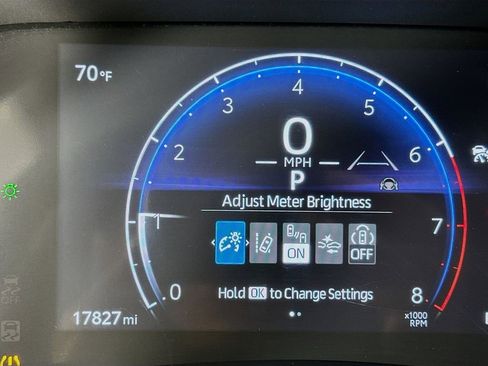 70°F
4
3
5
0
2
MPH
6
P
Adjust Meter Brightness
1
7
ON
OFF
OFF
0
Hold OK to Change Settings
8
17827 mi
x1000
RPM